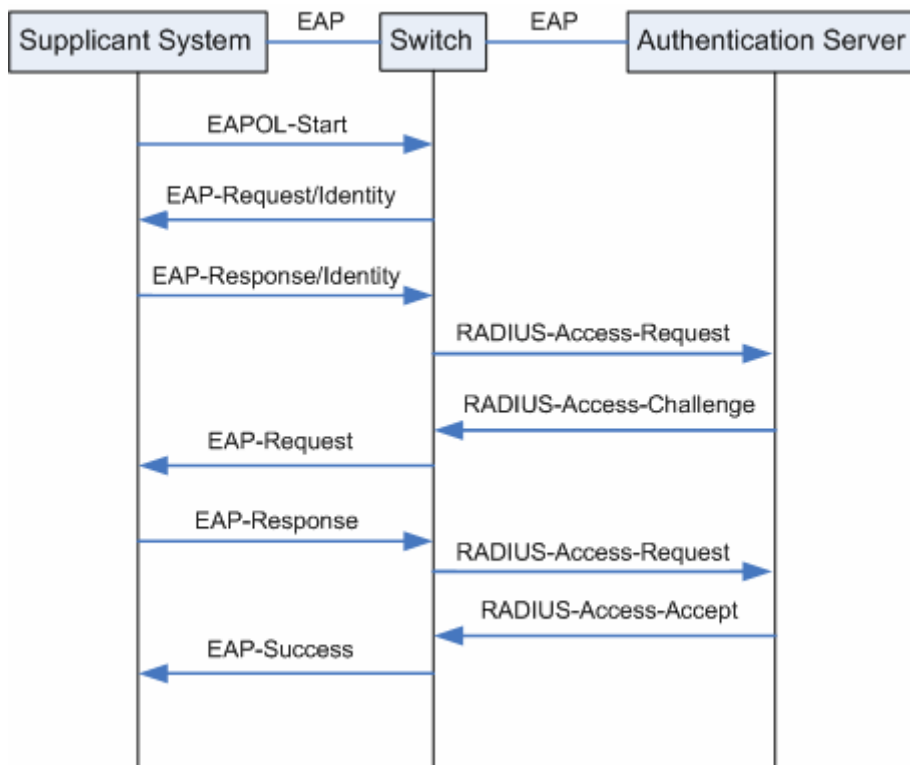 EAP
EAP
Supplicant System
Switch
Authentication Server
EAPOL-Start
EAP-Request/Identity
EAP-Response/Identity
RADIUS-Access-Request
RADIUS-Access-Challenge
EAP-Request
EAP-Response
RADIUS-Access-Request
RADIUS-Access-Accept
EAP-Success